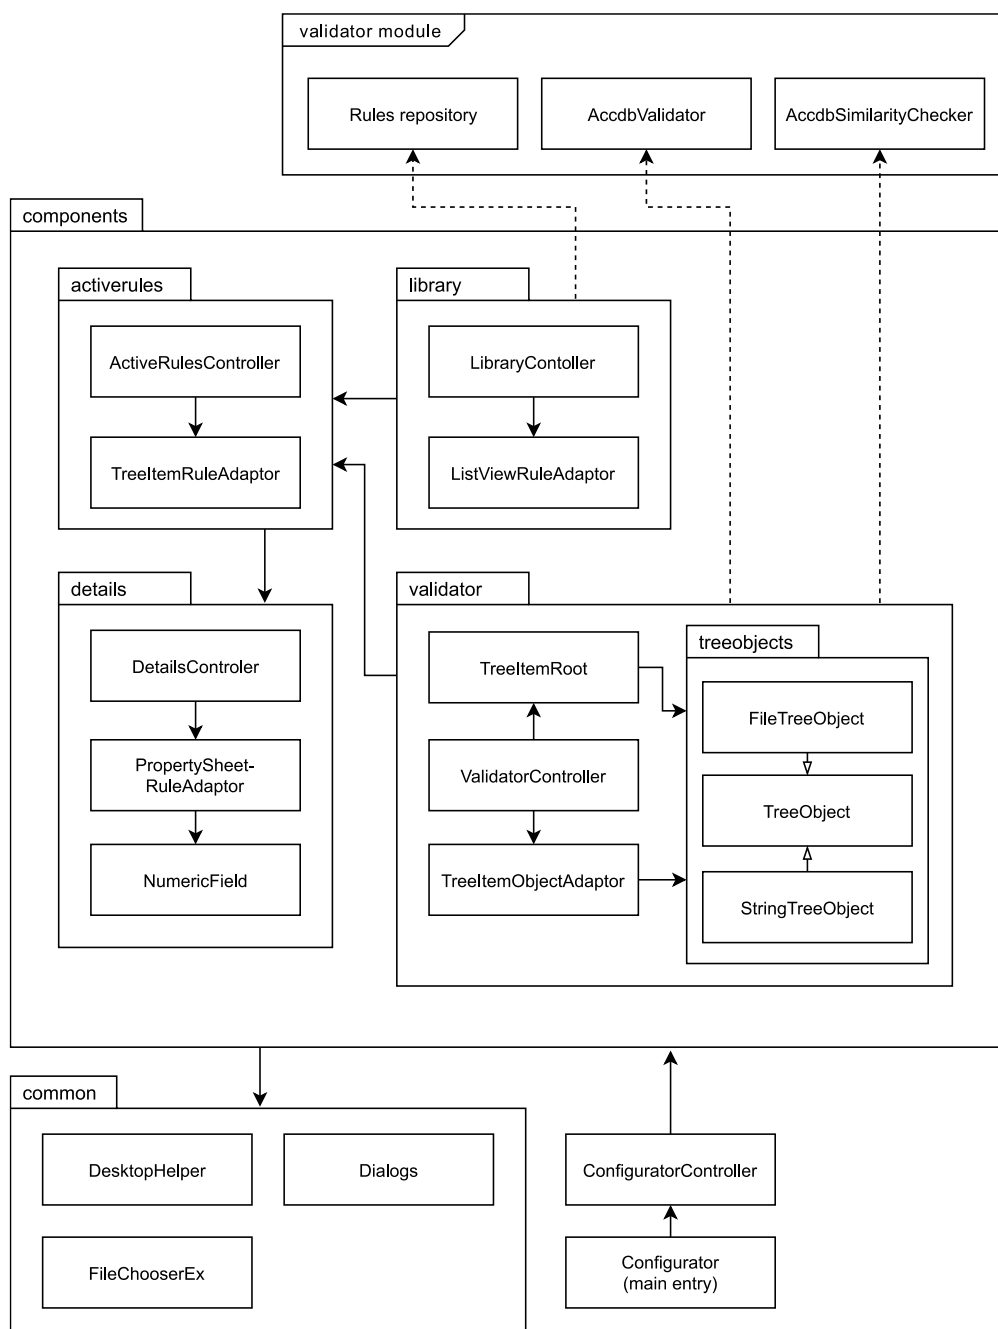 validator module
Rules repository
AccdbValidator
AccdbSimilarityChecker
components
activerules
library
ActiveRulesController
LibraryContoller
TreeItemRuleAdaptor
ListViewRuleAdaptor
details
validator
DetailsControler
TreeItemRoot
treeobjects
FileTreeObject
PropertySheet-
RuleAdaptor
ValidatorController
TreeObject
NumericField
TreeItemObjectAdaptor
StringTreeObject
common
DesktopHelper
Dialogs
ConfiguratorController
FileChooserEx
Configurator
(main entry)